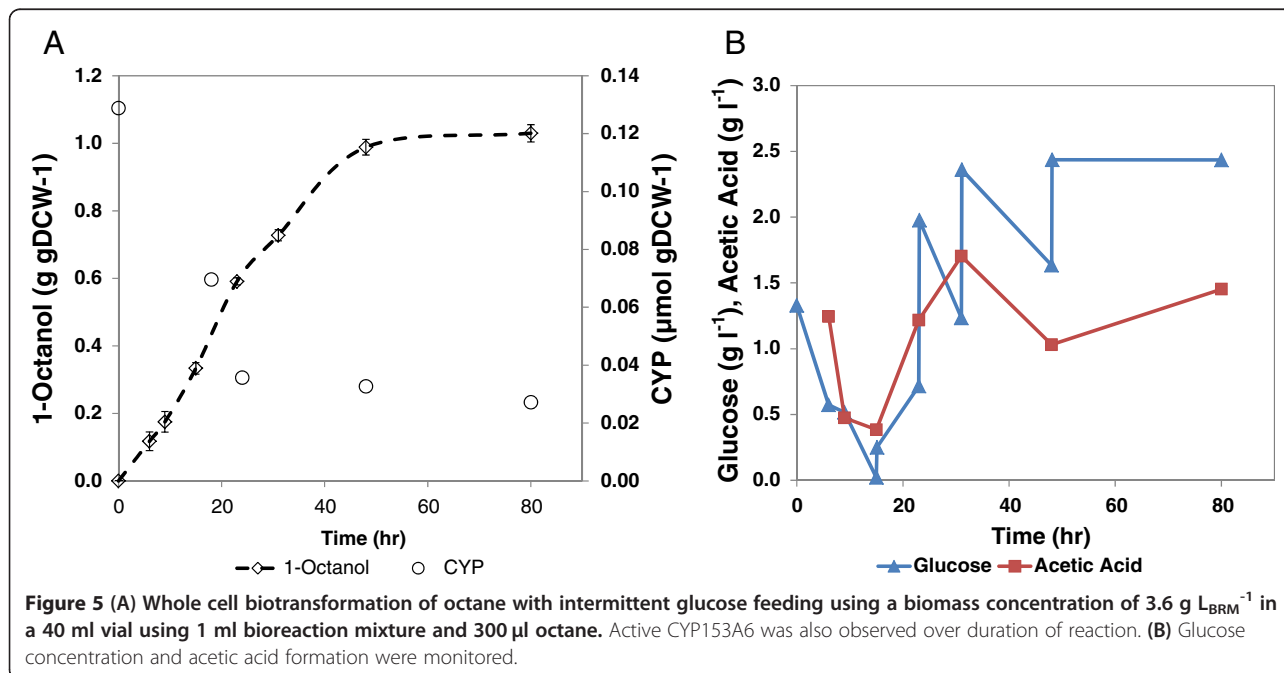 A
1.2
1.0
0.8
0.6
0.4
0.2
0.0
1-Octanol (g gDCW-1)
0.14
0.12
0.10
0.08
0.06
0.04
0.02
0.00
CYP (µmol gDCW-1)
0 20 40 60 80
Time (hr)
1-Octanol CYP
B
3.0
2.5
2.0
1.5
1.0
0.5
0.0
Glucose (g l⁻¹), Acetic Acid (g l⁻¹)
0 20 40 60 80
Time (hr)
Glucose Acetic Acid
Figure 5 (A) Whole cell biotransformation of octane with intermittent glucose feeding using a biomass concentration of 3.6 g L_BRM⁻¹ in
a 40 ml vial using 1 ml bioreaction mixture and 300 µl octane. Active CYP153A6 was also observed over duration of reaction. (B) Glucose
concentration and acetic acid formation were monitored.